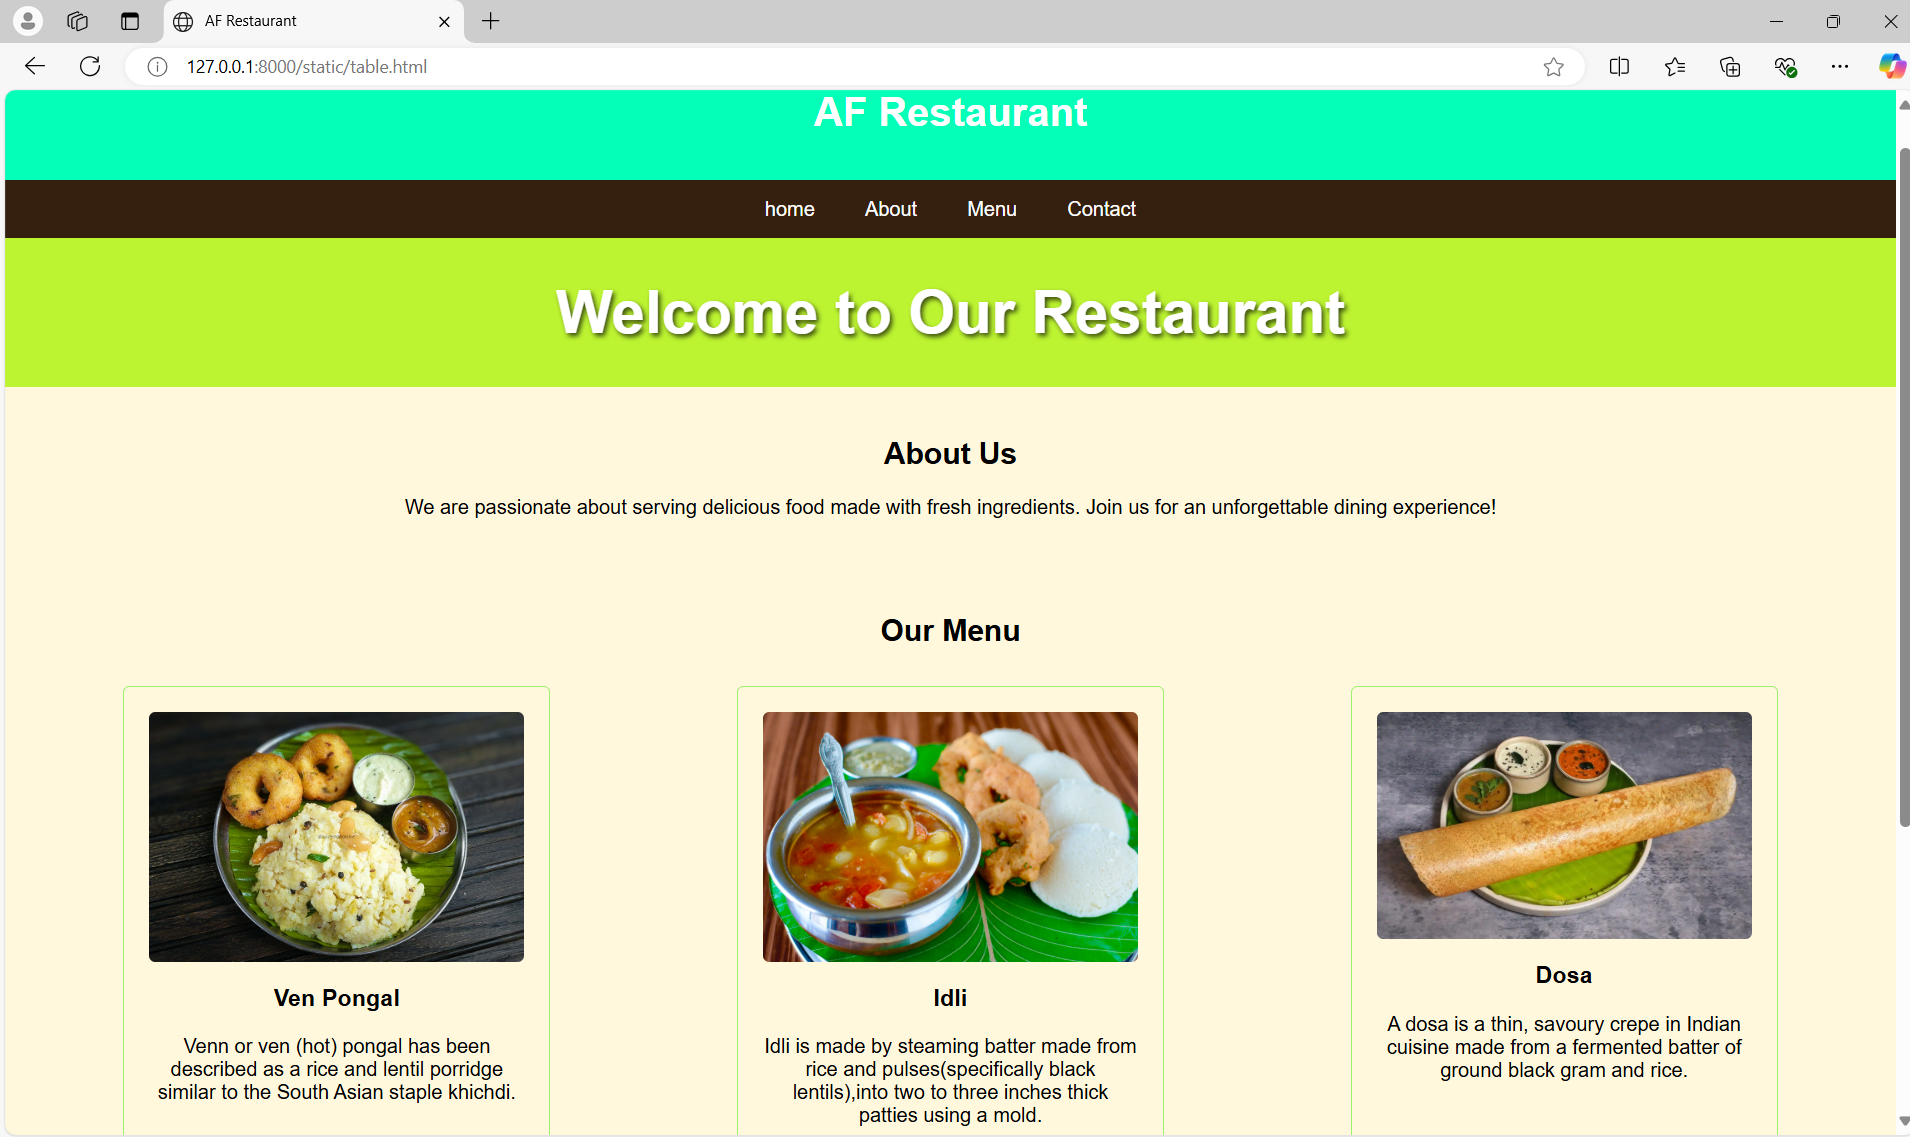 AF Restaurant
127.0.0.1:8000/static/table.html
AF Restaurant
home About Menu Contact
Welcome to Our Restaurant
About Us
We are passionate about serving delicious food made with fresh ingredients. Join us for an unforgettable dining experience!
Our Menu
Ven Pongal
Venn or ven (hot) pongal has been
described as a rice and lentil porridge
similar to the South Asian staple khichdi.
Idli
Idli is made by steaming batter made from
rice and pulses(specifically black
lentils),into two to three inches thick
patties using a mold.
Dosa
A dosa is a thin, savoury crepe in Indian
cuisine made from a fermented batter of
ground black gram and rice.